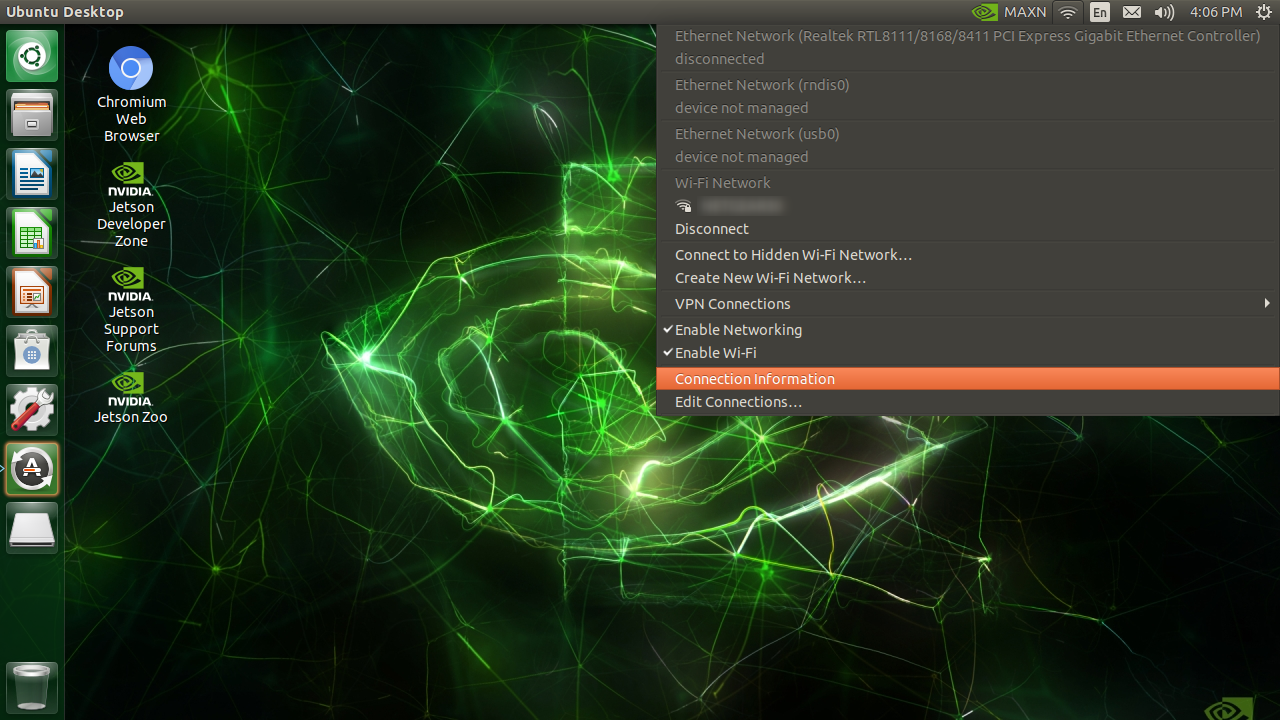 Ubuntu Desktop
MAXN
En
4:06 PM
Chromium
Web
Browser
NVIDIA.
Jetson
Developer
Zone
NVIDIA.
Jetson
Support
Forums
NVIDIA.
Jetson Zoo
Ethernet Network (Realtek RTL8111/8168/8411 PCI Express Gigabit Ethernet Controller)
disconnected
Ethernet Network (rndis0)
device not managed
Ethernet Network (usb0)
device not managed
Wi-Fi Network
Disconnect
Connect to Hidden Wi-Fi Network…
Create New Wi-Fi Network…
VPN Connections
Enable Networking
Enable Wi-Fi
Connection Information
Edit Connections…